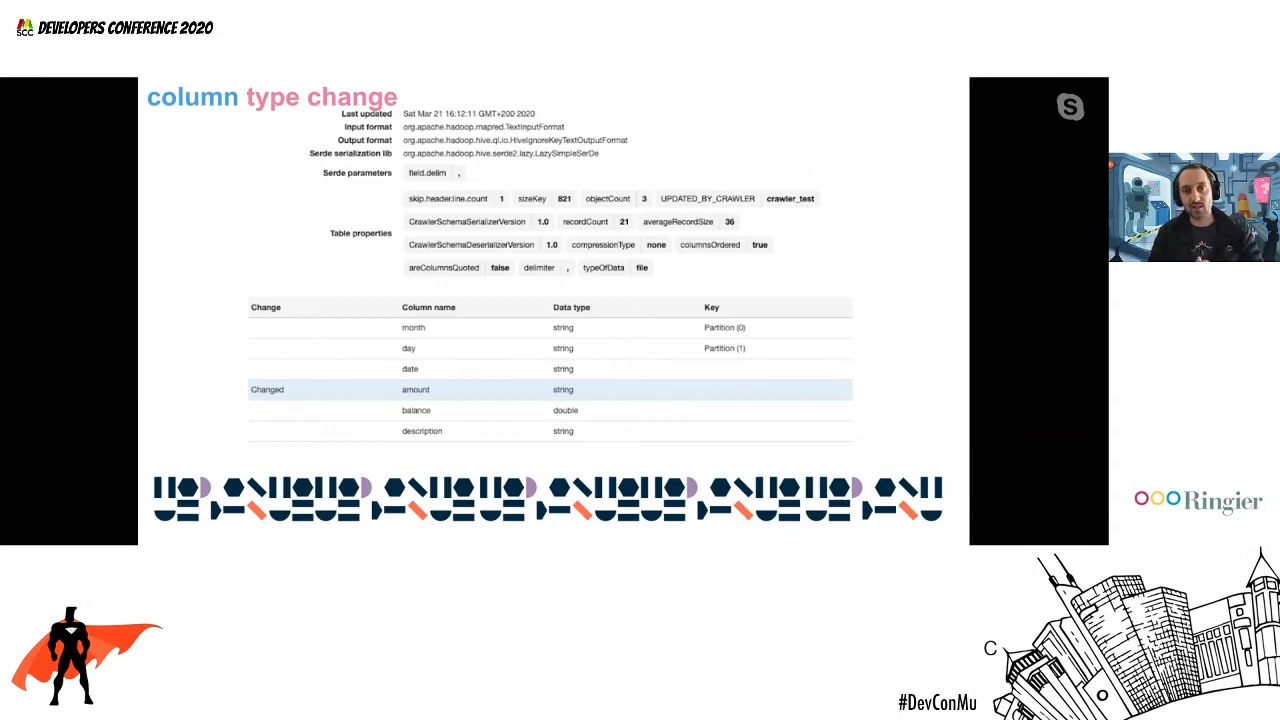 SCC DEVELOPERS CONFERENCE 2020
column type change
S
Last updated Sat Mar 21 16:12:11 GMT+200 2020
Input format org.apache.hadoop.mapred.TextInputFormat
Output format org.apache.hadoop.hive.ql.io.HiveIgnoreKeyTextOutputFormat
Serde serialization lib org.apache.hadoop.hive.serde2.lazy.LazySimpleSerDe
Serde parameters field.delim ,
skip.header.line.count 1 sizeKey 821 objectCount 3 UPDATED_BY_CRAWLER crawler_test
CrawlerSchemaSerializerVersion 1.0 recordCount 21 averageRecordSize 36
Table properties
CrawlerSchemaDeserializerVersion 1.0 compressionType none columnsOrdered true
areColumnsQuoted false delimiter , typeOfData file
Change Column name Data type Key
month string Partition (0)
day string Partition (1)
date string
Changed amount string
balance double
description string
Ringier
C
#DevConMu